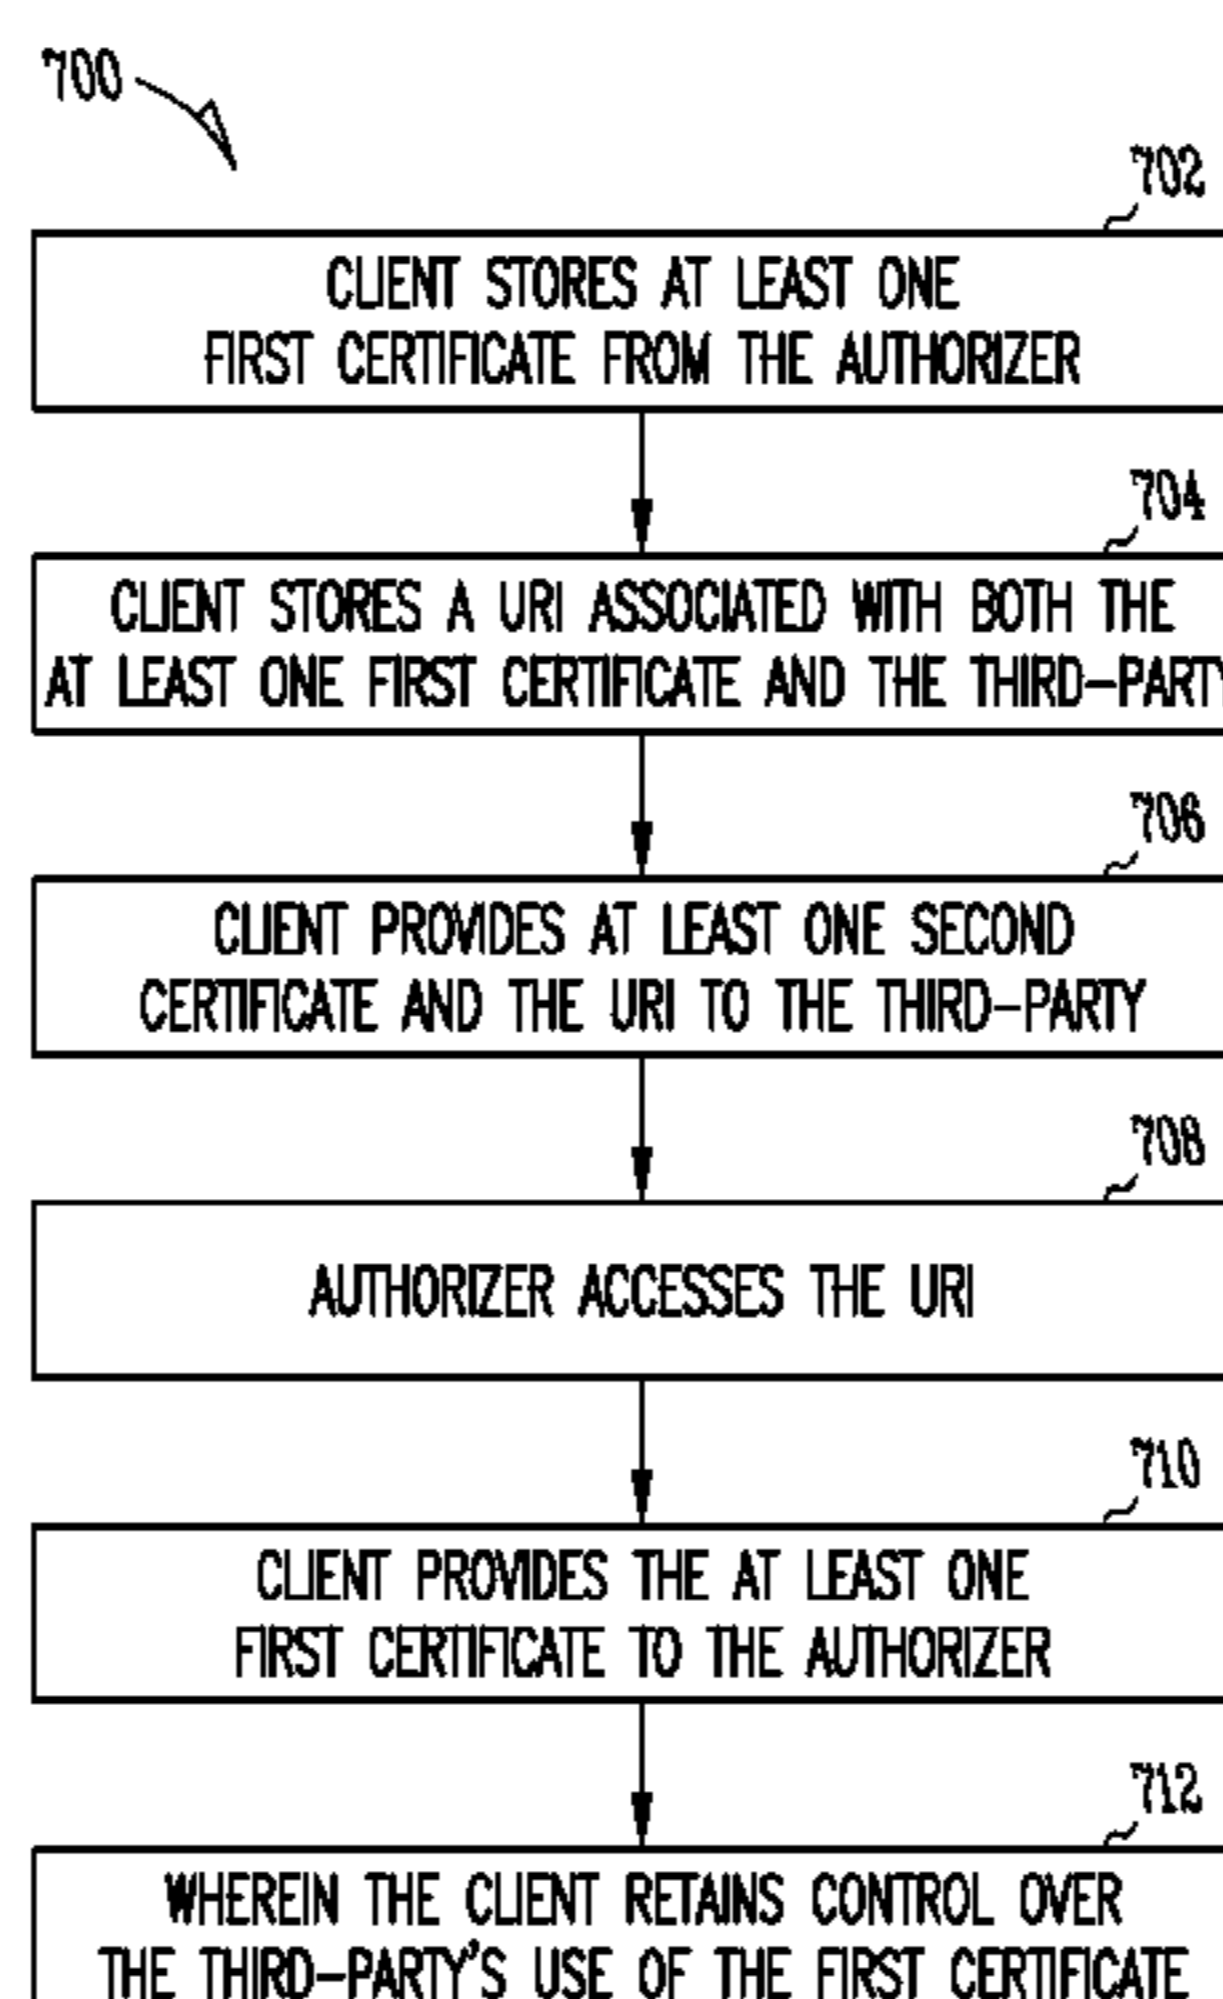 700
702
CLIENT STORES AT LEAST ONE
FIRST CERTIFICATE FROM THE AUTHORIZER
704
CLIENT STORES A URI ASSOCIATED WITH BOTH THE
AT LEAST ONE FIRST CERTIFICATE AND THE THIRD-PARTY
706
CLIENT PROVIDES AT LEAST ONE SECOND
CERTIFICATE AND THE URI TO THE THIRD-PARTY
708
AUTHORIZER ACCESSES THE URI
710
CLIENT PROVIDES THE AT LEAST ONE
FIRST CERTIFICATE TO THE AUTHORIZER
712
WHEREIN THE CLIENT RETAINS CONTROL OVER
THE THIRD-PARTY'S USE OF THE FIRST CERTIFICATE